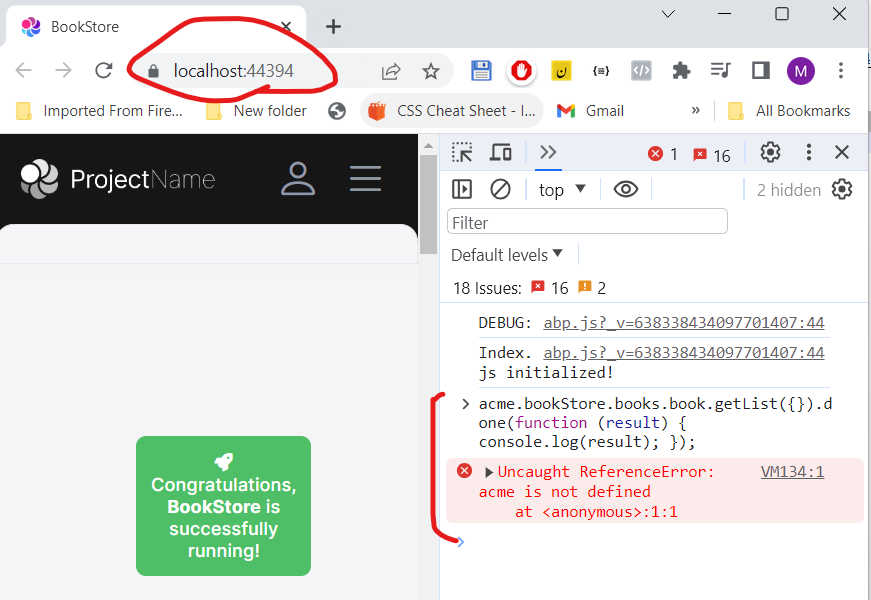 BookStore
localhost:44394
ن
M
Imported From Fire...
New folder
CSS Cheat Sheet - I...
Gmail
»
All Bookmarks
ProjectName
1
16
top
2 hidden
Filter
Default levels
18 Issues:
16
2
DEBUG: abp.js?_v=638338434097701407:44
Index. abp.js?_v=638338434097701407:44
js initialized!
acme.bookStore.books.book.getList({}).d
one(function (result) {
console.log(result); });
Uncaught ReferenceError: VM134:1
acme is not defined
at <anonymous>:1:1
Congratulations,
BookStore is
successfully
running!